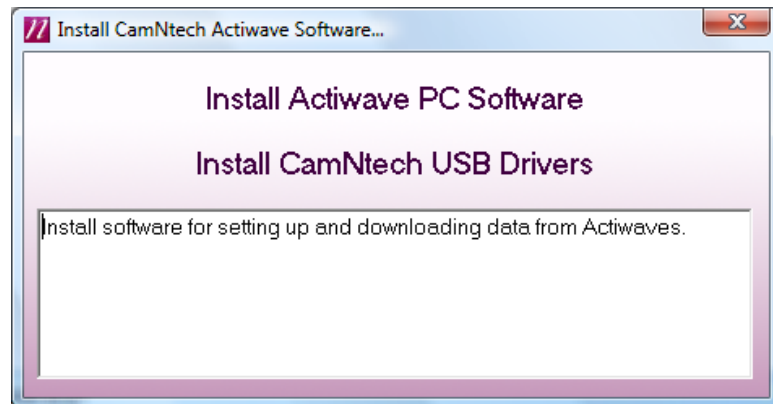 Install CamNtech Actiwave Software...
Install Actiwave PC Software
Install CamNtech USB Drivers
Install software for setting up and downloading data from Actiwaves.